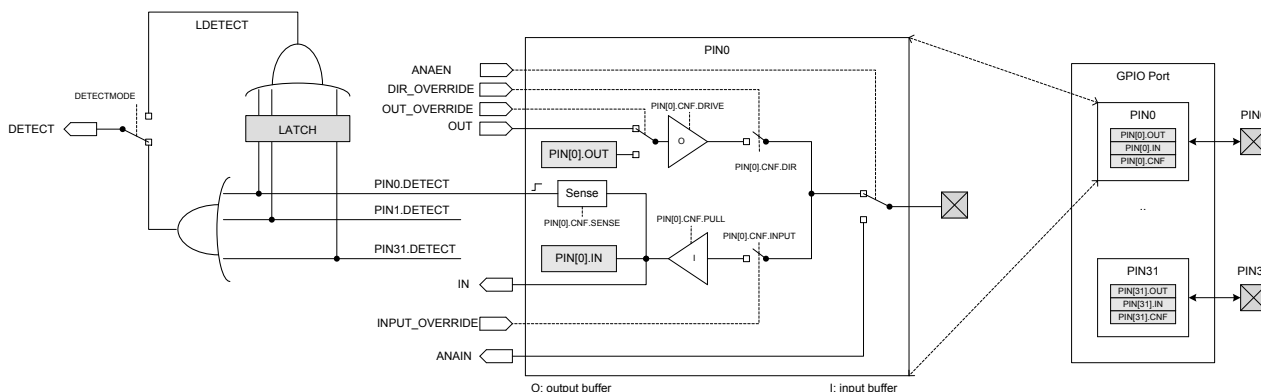 LDETECT
DETECTMODE
DETECT
LATCH
PIN0.DETECT
PIN1.DETECT
PIN31.DETECT
PIN0
ANAEN
DIR_OVERRIDE
OUT_OVERRIDE
OUT
PIN[0].CNF.DRIVE
O
PIN[0].OUT
PIN[0].CNF.DIR
Sense
PIN[0].CNF.SENSE
PIN[0].CNF.PULL
PIN[0].CNF.INPUT
PIN[0].IN
I
IN
INPUT_OVERRIDE
ANAIN
O: output buffer
I: input buffer
GPIO Port
PIN0
PIN[0].OUT
PIN[0].IN
PIN[0].CNF
..
PIN31
PIN[31].OUT
PIN[31].IN
PIN[31].CNF